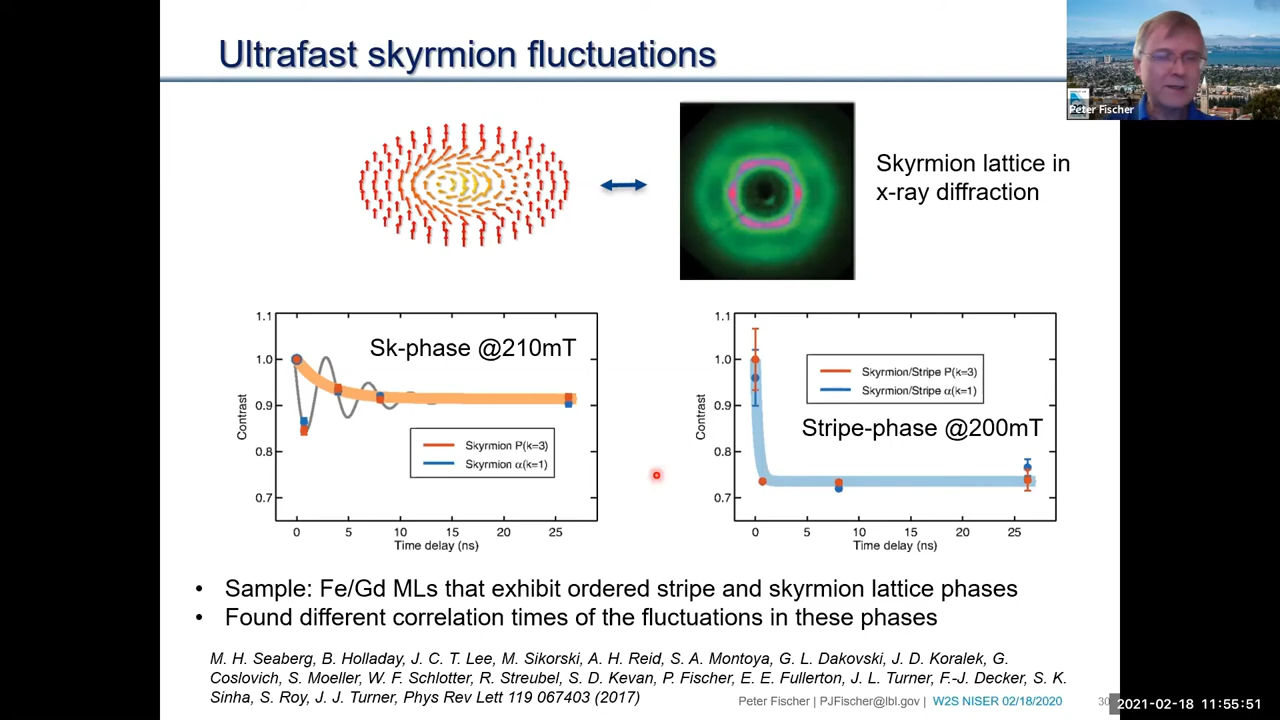 Ultrafast skyrmion fluctuations
Peter Fischer
Skyrmion lattice in
x-ray diffraction
1.1
1.0
0.9
0.8
0.7
Contrast
Sk-phase @210mT
Skyrmion P(k=3)
Skyrmion α(k=1)
0 5 10 15 20 25
Time delay (ns)
1.1
1.0
0.9
0.8
0.7
Contrast
Skyrmion/Stripe P(k=3)
Skyrmion/Stripe α(k=1)
Stripe-phase @200mT
0 5 10 15 20 25
Time delay (ns)
• Sample: Fe/Gd MLs that exhibit ordered stripe and skyrmion lattice phases
• Found different correlation times of the fluctuations in these phases
M. H. Seaberg, B. Holladay, J. C. T. Lee, M. Sikorski, A. H. Reid, S. A. Montoya, G. L. Dakovski, J. D. Koralek, G.
Coslovich, S. Moeller, W. F. Schlotter, R. Streubel, S. D. Kevan, P. Fischer, E. E. Fullerton, J. L. Turner, F.-J. Decker, S. K.
Sinha, S. Roy, J. J. Turner, Phys Rev Lett 119 067403 (2017)
Peter Fischer | PJFischer@lbl.gov | W2S NISER 02/18/2020 30
2021-02-18 11:55:51